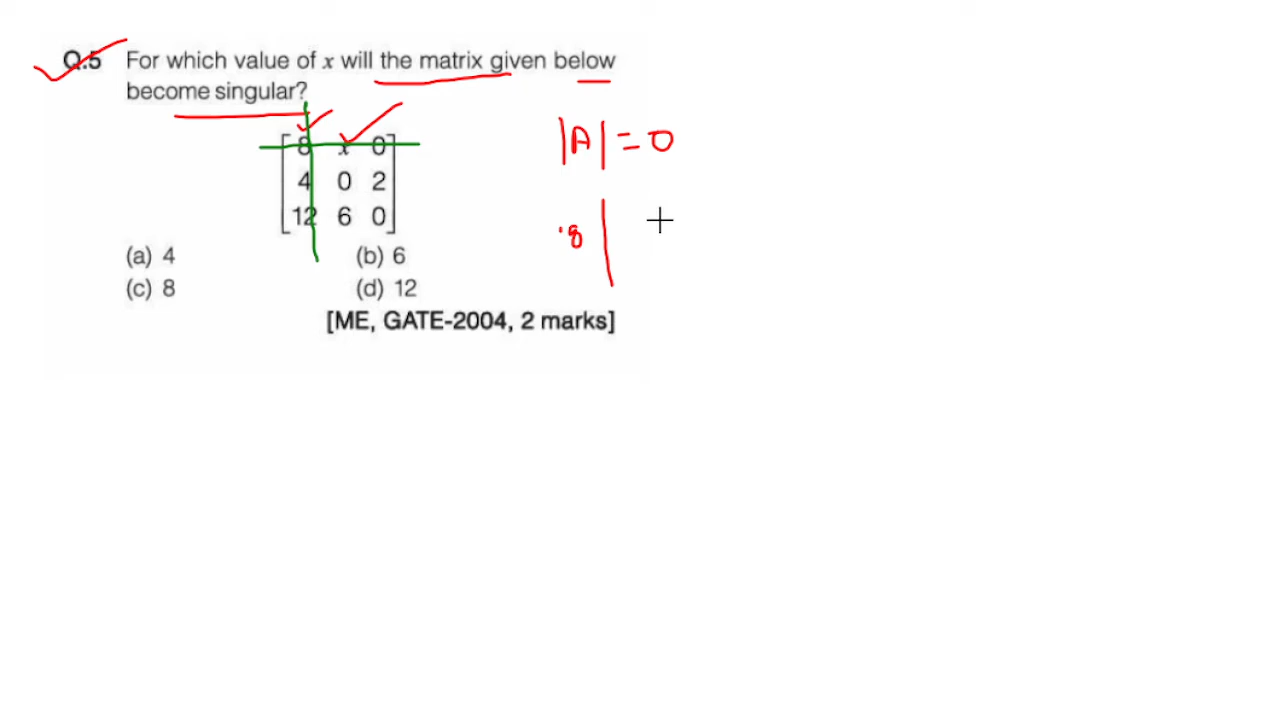 Q.5 For which value of x will the matrix given below
become singular?
8 x 0
4 0 2
12 6 0
|A| = 0
8 |
(a) 4 (b) 6
(c) 8 (d) 12
[ME, GATE-2004, 2 marks]